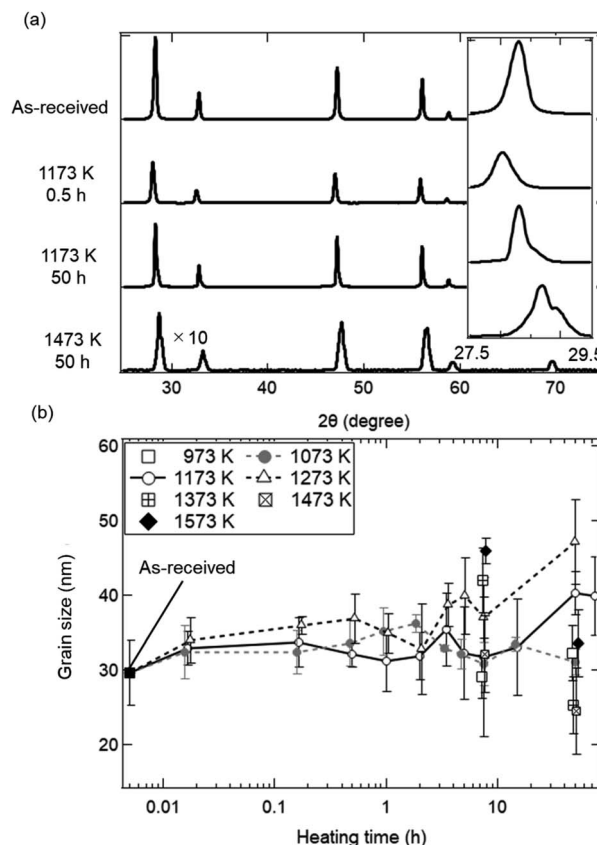 (a)
As-received
1173 K
0.5 h
1173 K
50 h
1473 K
50 h
× 10
27.5 29.5
30 40 50 60 70
2θ (degree)
(b)
60
50
40
30
20
Grain size (nm)
973 K 1073 K
1173 K 1273 K
1373 K 1473 K
1573 K
As-received
0.01 0.1 1 10
Heating time (h)